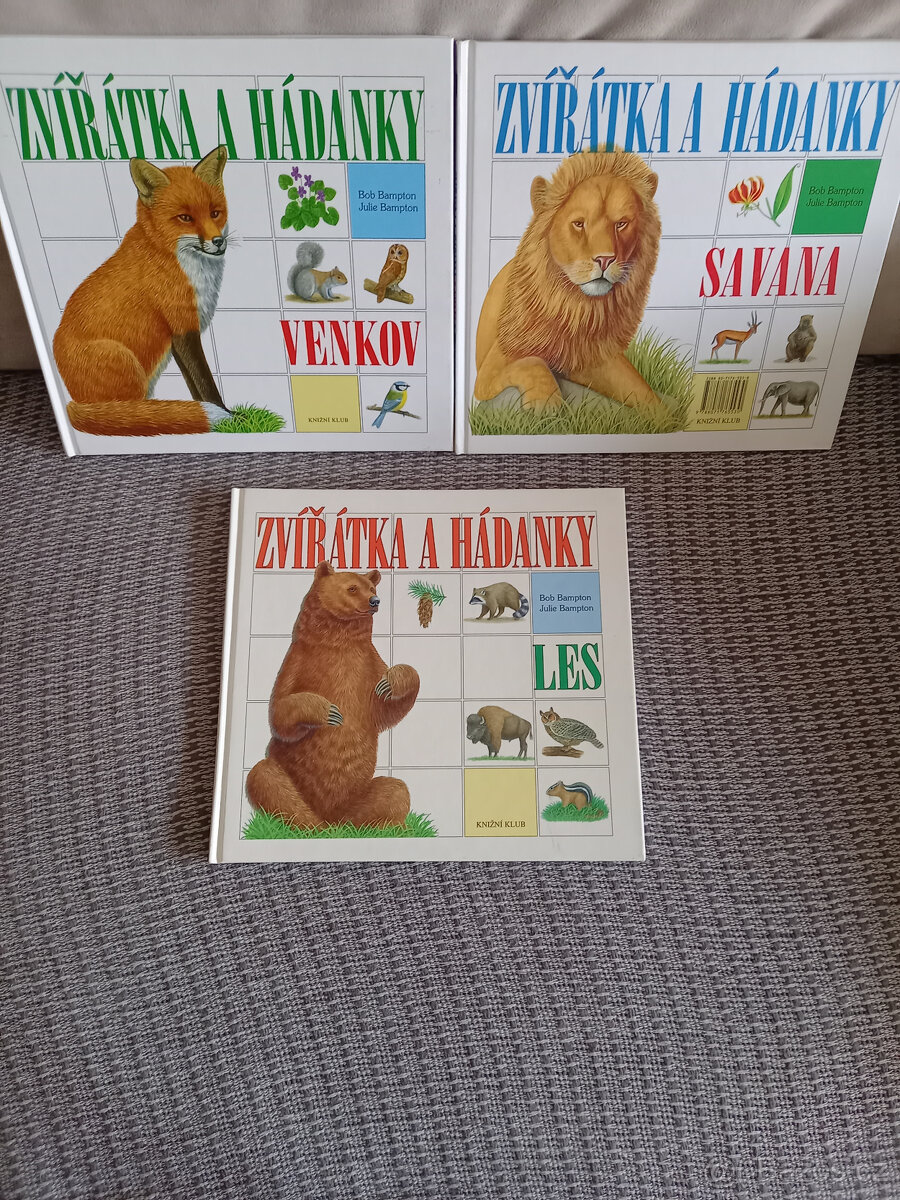 ZVÍŘÁTKA A HÁDANKY
Bob Bampton
Julie Bampton
VENKOV
KNIŽNÍ KLUB
ZVÍŘÁTKA A HÁDANKY
Bob Bampton
Julie Bampton
SAVANA
KNIŽNÍ KLUB
ZVÍŘÁTKA A HÁDANKY
Bob Bampton
Julie Bampton
LES
KNIŽNÍ KLUB